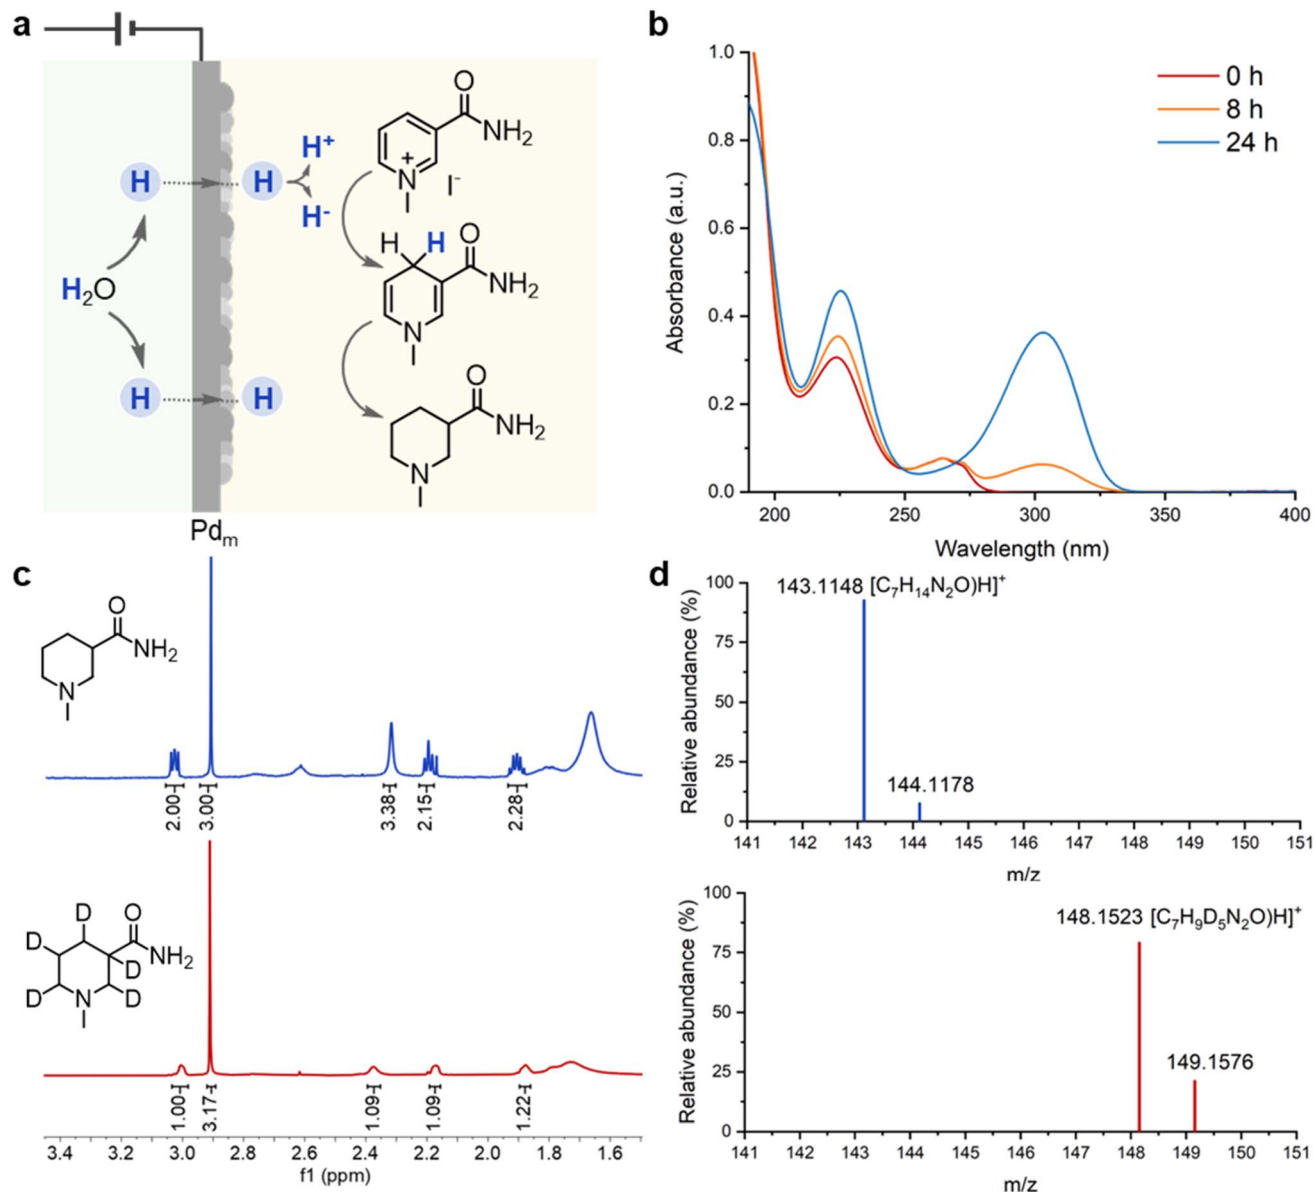 a
H₂O
H
H
H
H
H⁺
H⁻
O
NH₂
+
N
I⁻
H
H
O
NH₂
N
O
NH₂
N
Pdₘ
b
0 h
8 h
24 h
Absorbance (a.u.)
1.0
0.8
0.6
0.4
0.2
0.0
200
250
300
350
400
Wavelength (nm)
c
O
NH₂
N
2.00
3.00
3.38
2.15
2.28
D
O
D
NH₂
D
D
N
D
1.00
3.17
1.09
1.09
1.22
3.4
3.2
3.0
2.8
2.6
2.4
2.2
2.0
1.8
1.6
f1 (ppm)
d
Relative abundance (%)
100
75
50
25
0
143.1148 [C₇H₁₄N₂O)H]⁺
144.1178
141
142
143
144
145
146
147
148
149
150
151
m/z
Relative abundance (%)
100
75
50
25
0
148.1523 [C₇H₉D₅N₂O)H]⁺
149.1576
141
142
143
144
145
146
147
148
149
150
151
m/z